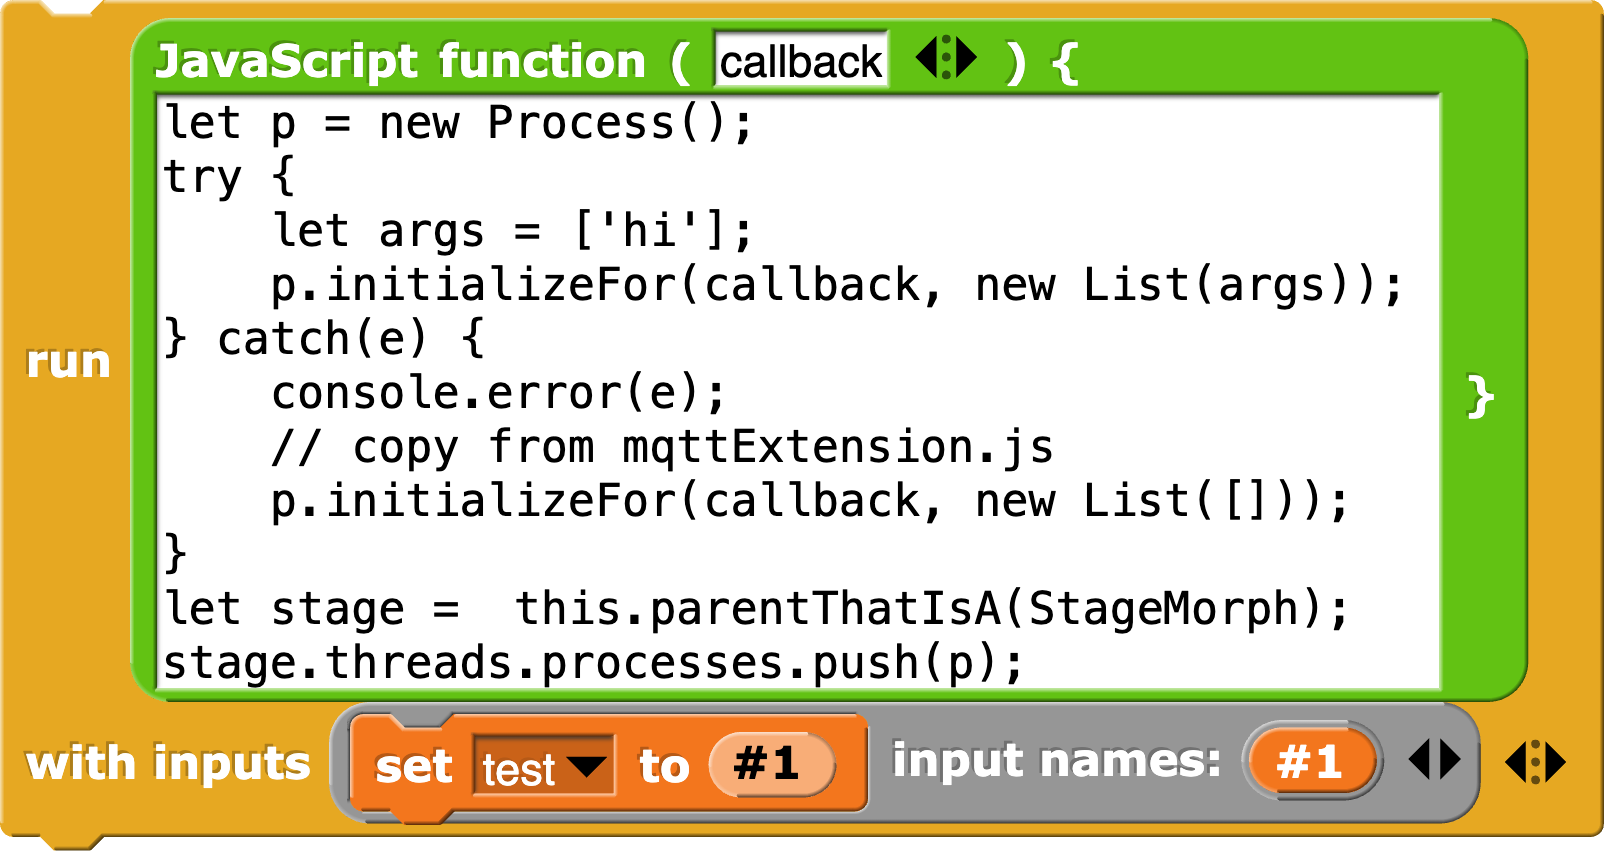 JavaScript function ( callback ) {
let p = new Process();
try {
    let args = ['hi'];
    p.initializeFor(callback, new List(args));
} catch(e) {
    console.error(e);
    // copy from mqttExtension.js
    p.initializeFor(callback, new List([]));
}
let stage =  this.parentThatIsA(StageMorph);
stage.threads.processes.push(p);
run
}
with inputs set test to #1 input names: #1